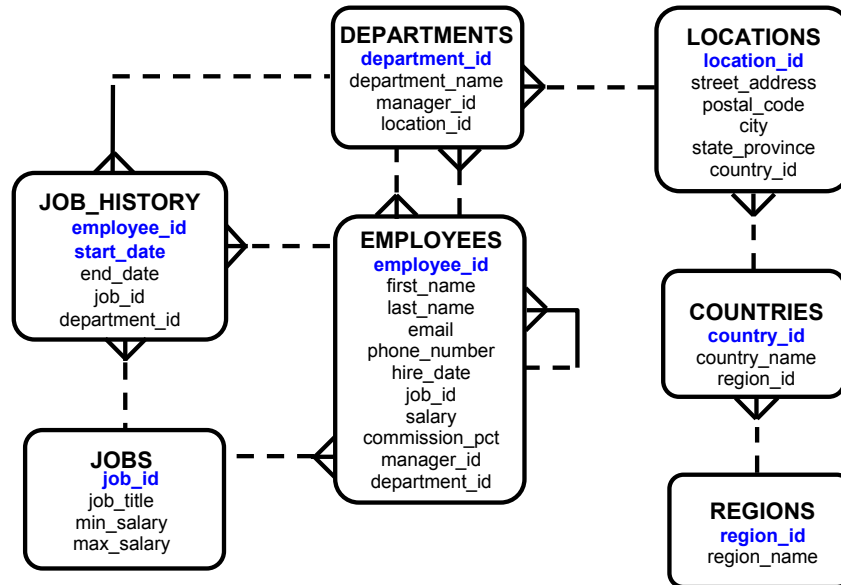 DEPARTMENTS
department_id
department_name
manager_id
location_id
LOCATIONS
location_id
street_address
postal_code
city
state_province
country_id
JOB_HISTORY
employee_id
start_date
end_date
job_id
department_id
EMPLOYEES
employee_id
first_name
last_name
email
phone_number
hire_date
job_id
salary
commission_pct
manager_id
department_id
COUNTRIES
country_id
country_name
region_id
JOBS
job_id
job_title
min_salary
max_salary
REGIONS
region_id
region_name